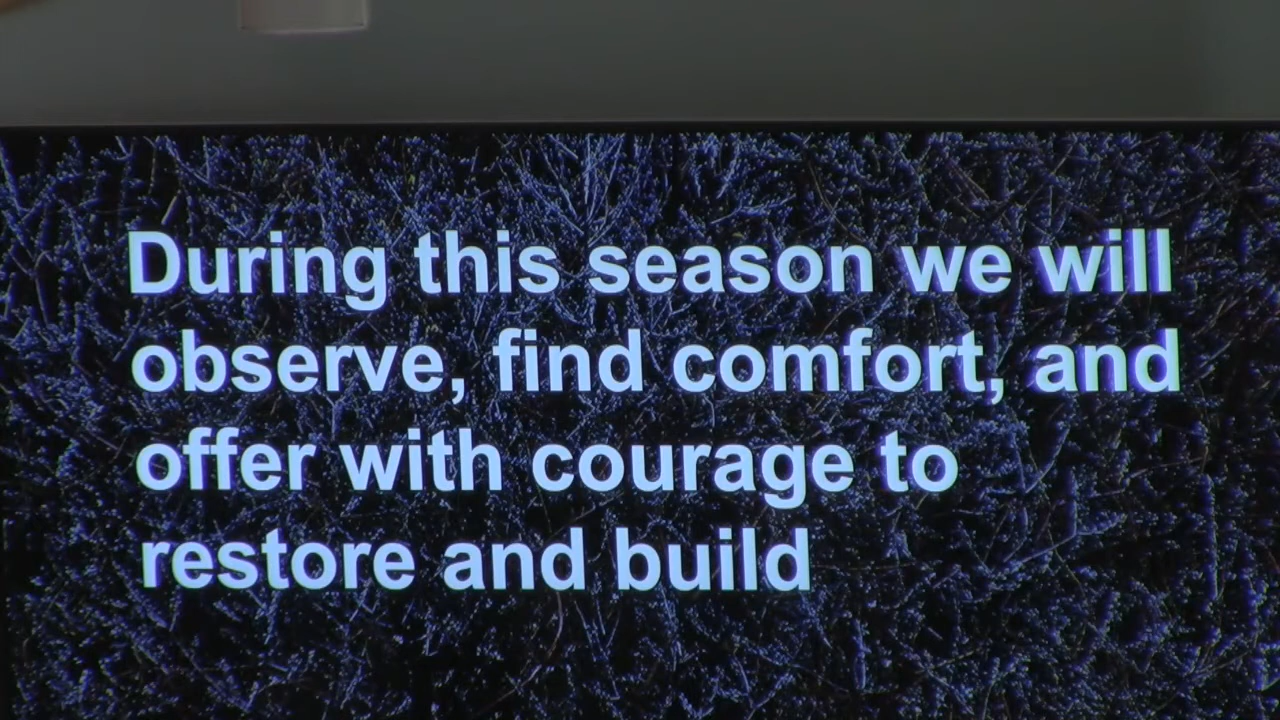 During this season we will
observe, find comfort, and
offer with courage to
restore and build